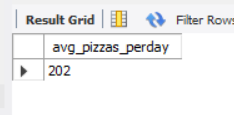 Result Grid Filter Rows
avg_pizzas_perday
202